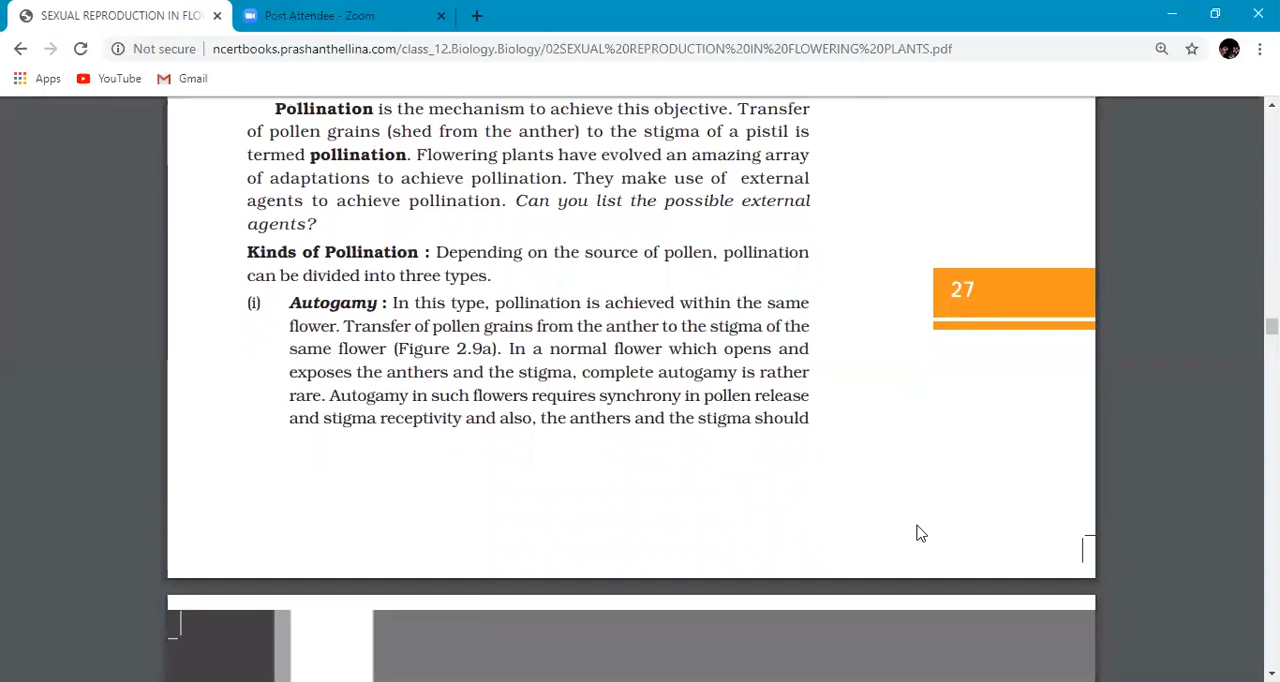 SEXUAL REPRODUCTION IN FLO
Post Attendee - Zoom
Not secure
ncertbooks.prashanthellina.com/class_12.Biology.Biology/02SEXUAL%20REPRODUCTION%20IN%20FLOWERING%20PLANTS.pdf
Apps YouTube Gmail
Pollination is the mechanism to achieve this objective. Transfer
of pollen grains (shed from the anther) to the stigma of a pistil is
termed pollination. Flowering plants have evolved an amazing array
of adaptations to achieve pollination. They make use of external
agents to achieve pollination. Can you list the possible external
agents?
Kinds of Pollination : Depending on the source of pollen, pollination
can be divided into three types.
27
(i) Autogamy : In this type, pollination is achieved within the same
flower. Transfer of pollen grains from the anther to the stigma of the
same flower (Figure 2.9a). In a normal flower which opens and
exposes the anthers and the stigma, complete autogamy is rather
rare. Autogamy in such flowers requires synchrony in pollen release
and stigma receptivity and also, the anthers and the stigma should